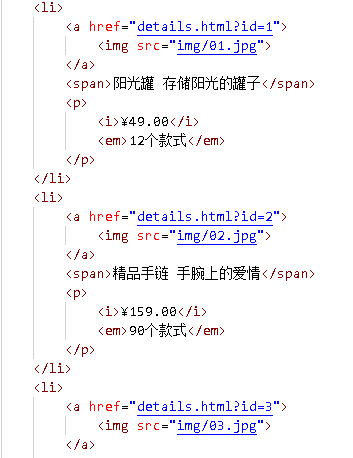 <li>
<a href="details.html?id=1">
<img src="img/01.jpg">
</a>
<span>阳光罐 存储阳光的罐子</span>
<p>
<i>¥49.00</i>
<em>12个款式</em>
</p>
</li>
<li>
<a href="details.html?id=2">
<img src="img/02.jpg">
</a>
<span>精品手链 手腕上的爱情</span>
<p>
<i>¥159.00</i>
<em>90个款式</em>
</p>
</li>
<li>
<a href="details.html?id=3">
<img src="img/03.jpg">
</a>